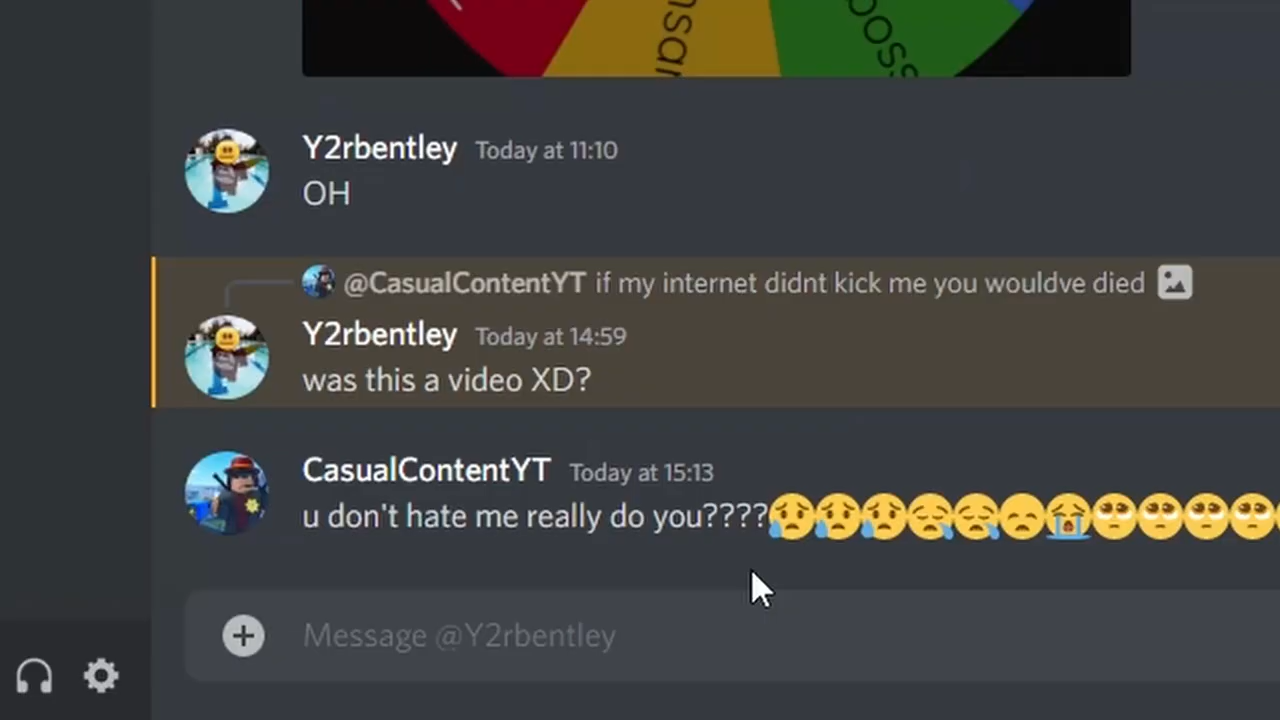 Y2rbentley Today at 11:10
OH
@CasualContentYT if my internet didnt kick me you wouldve died
Y2rbentley Today at 14:59
was this a video XD?
CasualContentYT Today at 15:13
u don't hate me really do you????😥😥😥😪😪😞😭🥺🥺🥺🥺
Message @Y2rbentley